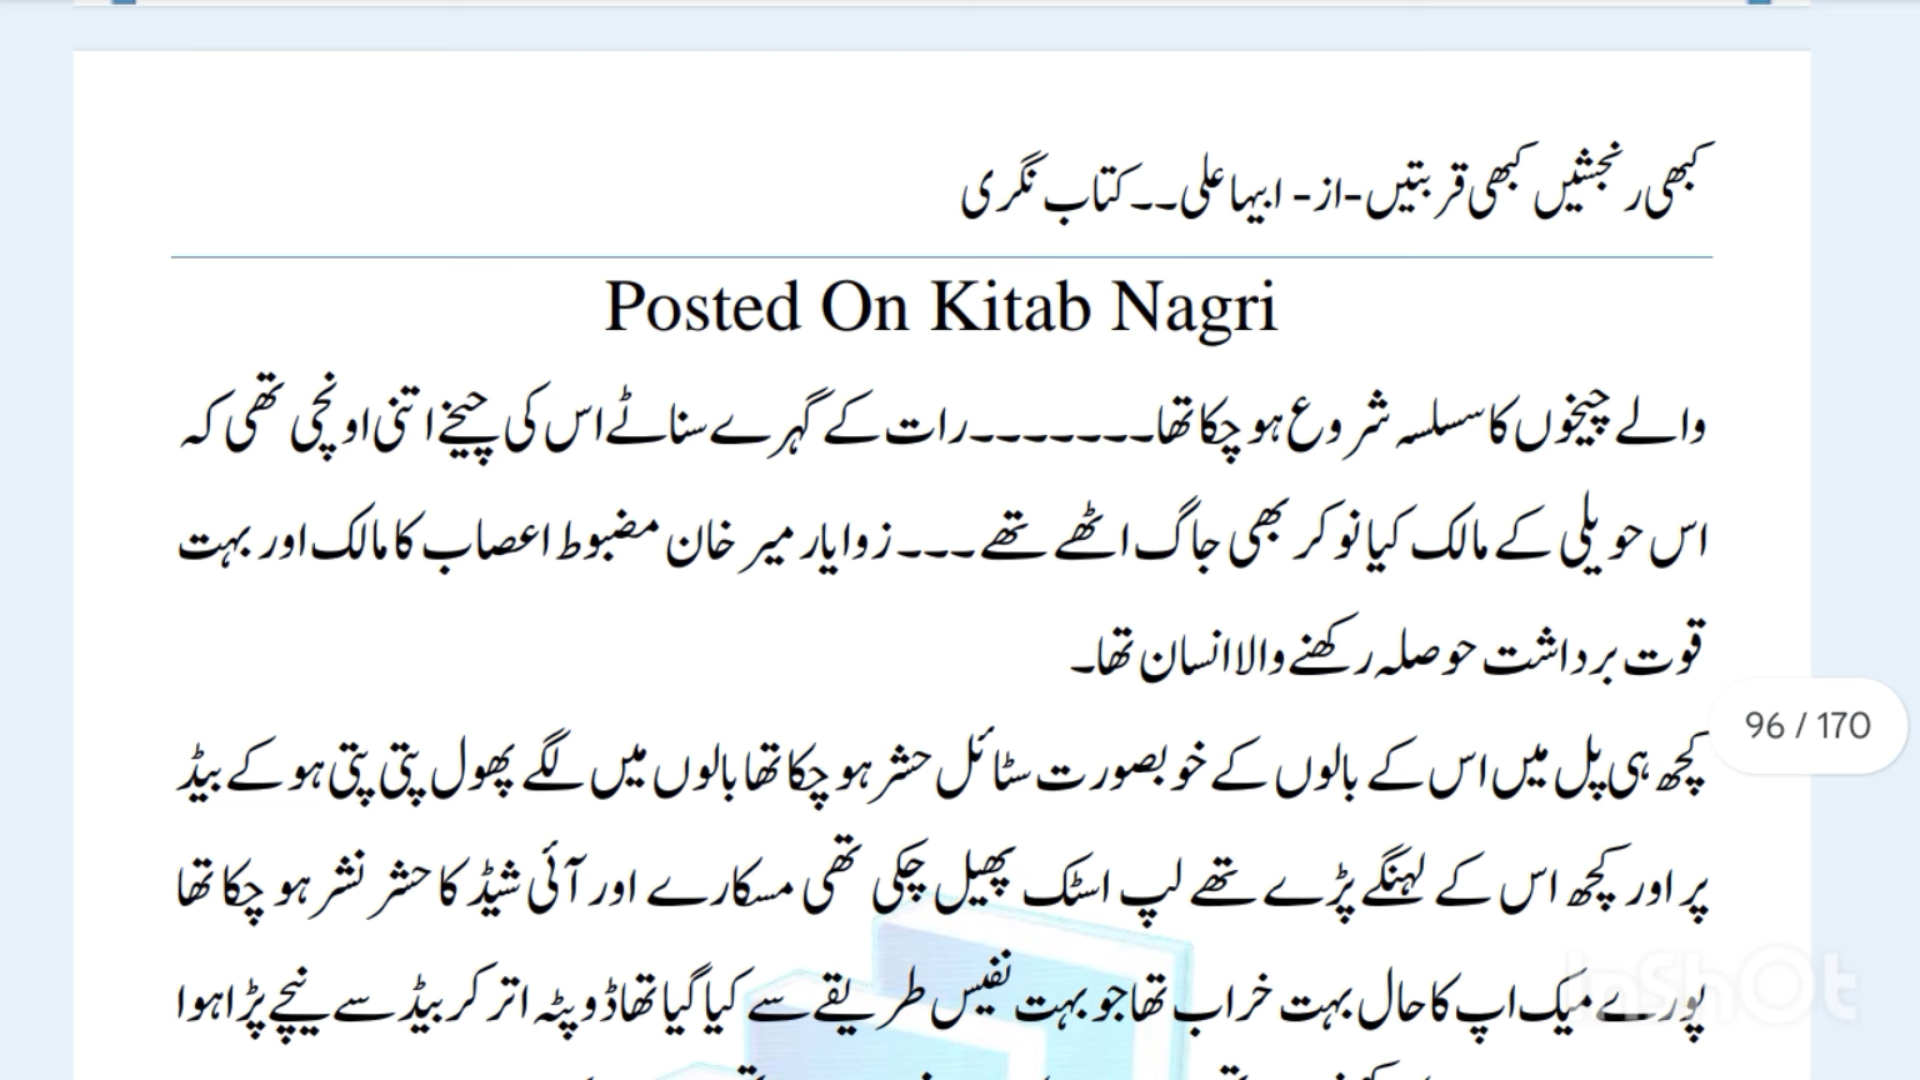 کبھی رنجشیں کبھی قربتیں-از- ابیہا علی۔۔کتاب نگری
Posted On Kitab Nagri
والے چیخوں کا سسلسہ شروع ہو چکا تھا۔۔۔۔۔۔۔رات کے گہرے سناٹے اس کی چیخے اتنی اونچی تھی کہ
اس حویلی کے مالک کیا نوکر بھی جاگ اٹھے تھے۔۔۔زوایار میر خان مضبوط اعصاب کا مالک اور بہت
قوت برداشت حوصلہ رکھنے والا انسان تھا۔
96 / 170
کچھ ہی پل میں اس کے بالوں کے خوبصورت سٹائل حشر ہو چکا تھا بالوں میں لگے پھول پتی پتی ہو کے بیڈ
پر اور کچھ اس کے لہنگے پڑے تھے لپ اسٹک پھیل چکی تھی مسکارے اور آئی شیڈ کا حشر نشر ہو چکا تھا
پورے میک اپ کا حال بہت خراب تھا جو بہت نفیس طریقے سے کیا گیا تھا ڈوپٹہ اتر کر بیڈ سے نیچے پڑا ہوا
InShOt